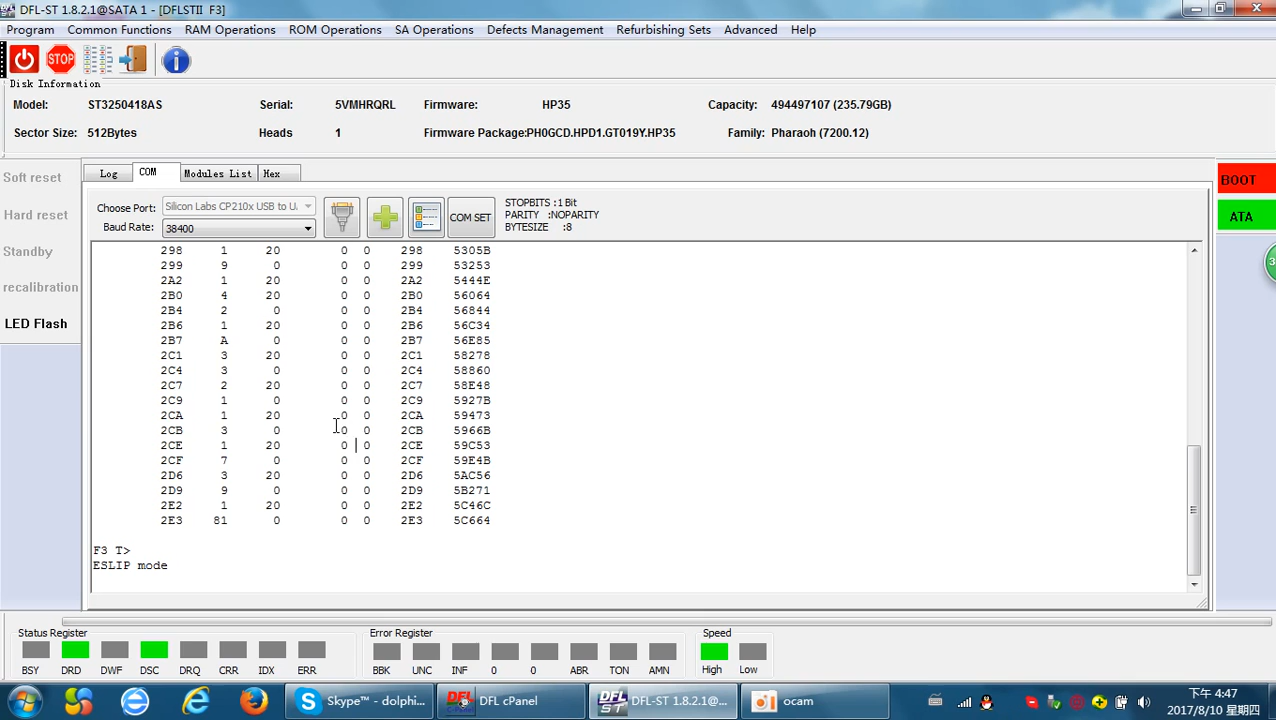 DFL-ST 1.8.2.1@SATA 1 - [DFLSTII F3]
Program Common Functions RAM Operations ROM Operations SA Operations Defects Management Refurbishing Sets Advanced Help
STOP
Disk Information
Model: ST3250418AS Serial: 5VMHRQRL Firmware: HP35 Capacity: 494497107 (235.79GB)
Sector Size: 512Bytes Heads 1 Firmware Package:PH0GCD.HPD1.GT019Y.HP35 Family: Pharaoh (7200.12)
Soft reset
Hard reset
Standby
recalibration
LED Flash
Log COM Modules List Hex
Choose Port: Silicon Labs CP210x USB to U.
Baud Rate: 38400
COM SET
STOPBITS :1 Bit
PARITY :NOPARITY
BYTESIZE :8
BOOT
ATA
298 1 20 0 0 298 5305B
299 9 0 0 0 299 53253
2A2 1 20 0 0 2A2 5444E
2B0 4 20 0 0 2B0 56064
2B4 2 0 0 0 2B4 56844
2B6 1 20 0 0 2B6 56C34
2B7 A 0 0 0 2B7 56E85
2C1 3 20 0 0 2C1 58278
2C4 3 0 0 0 2C4 58860
2C7 2 20 0 0 2C7 58E48
2C9 1 0 0 0 2C9 5927B
2CA 1 20 0 0 2CA 59473
2CB 3 0 0 0 2CB 5966B
2CE 1 20 0 0 2CE 59C53
2CF 7 0 0 0 2CF 59E4B
2D6 3 20 0 0 2D6 5AC56
2D9 9 0 0 0 2D9 5B271
2E2 1 20 0 0 2E2 5C46C
2E3 81 0 0 0 2E3 5C664
F3 T>
ESLIP mode
Status Register Error Register Speed
BSY DRD DWF DSC DRQ CRR IDX ERR BBK UNC INF 0 0 ABR TON AMN High Low
Skype™ - dolphi... DFL cPanel DFL-ST 1.8.2.1@... ocam
下午 4:47
2017/8/10 星期四